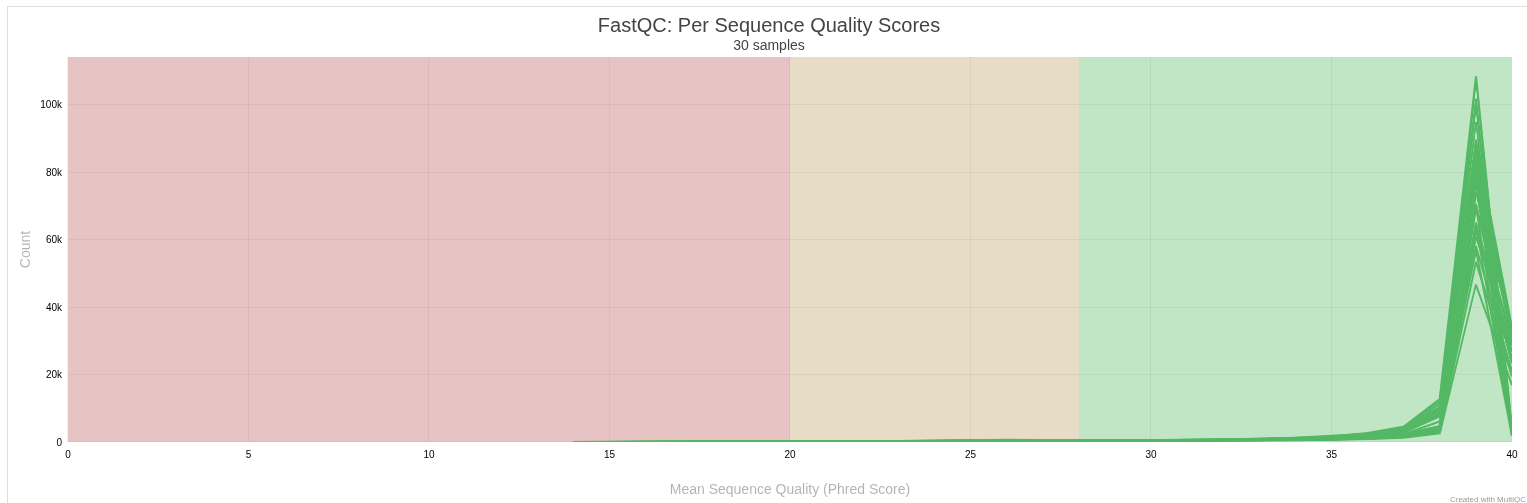 FastQC: Per Sequence Quality Scores
30 samples
100k
80k
60k
40k
20k
0
Count
0 5 10 15 20 25 30 35 40
Mean Sequence Quality (Phred Score)
Created with MultiQC